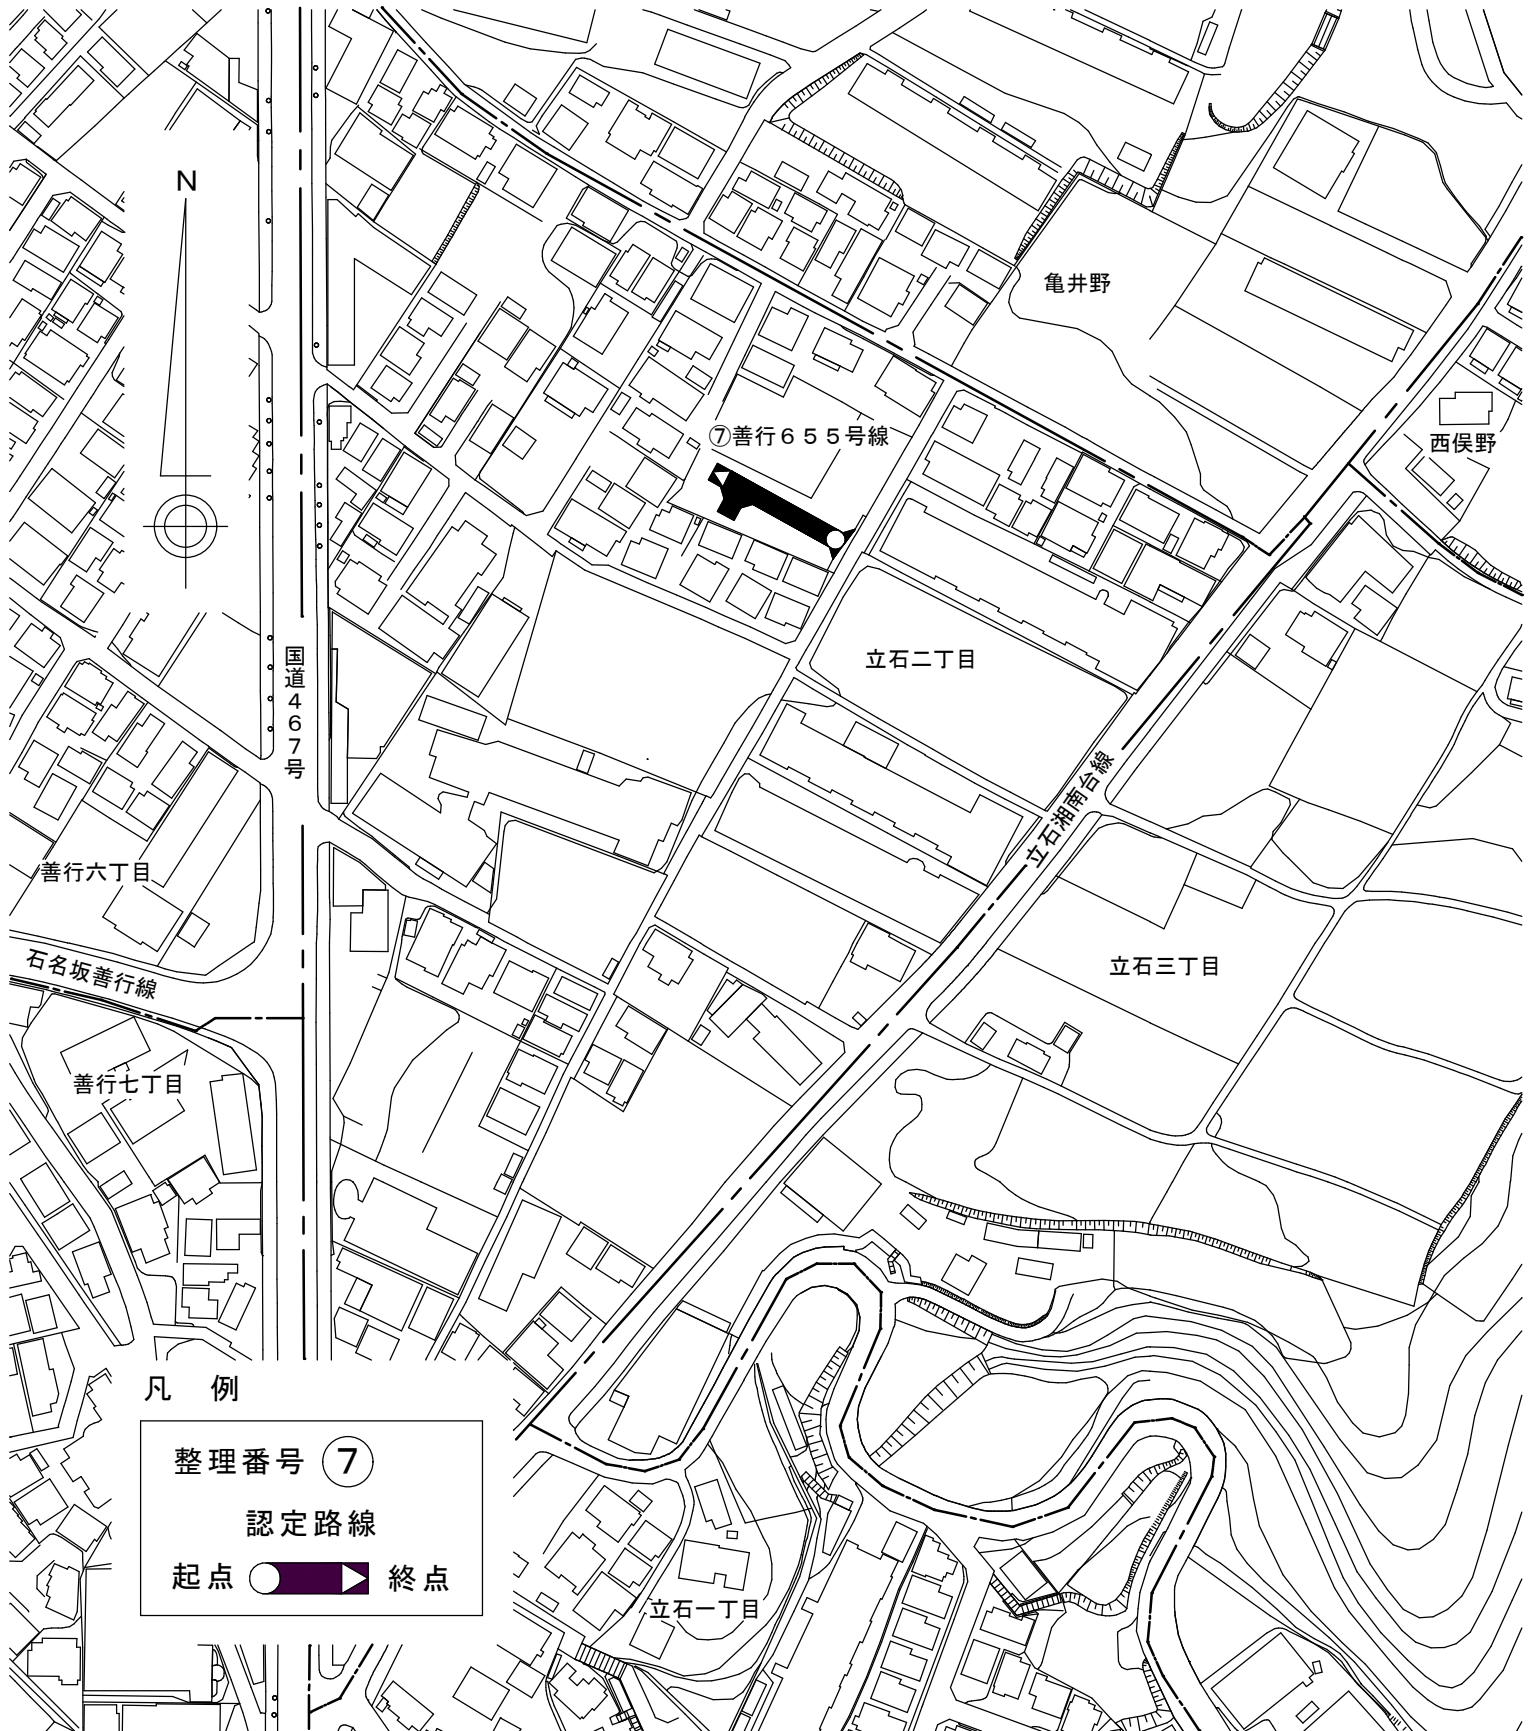 N
亀井野
西俣野
⑦善行６５５号線
立石二丁目
国道４６７号
立石湘南台線
善行六丁目
石名坂善行線
立石三丁目
善行七丁目
凡　例
整理番号 ⑦
認定路線
起点 終点
立石一丁目